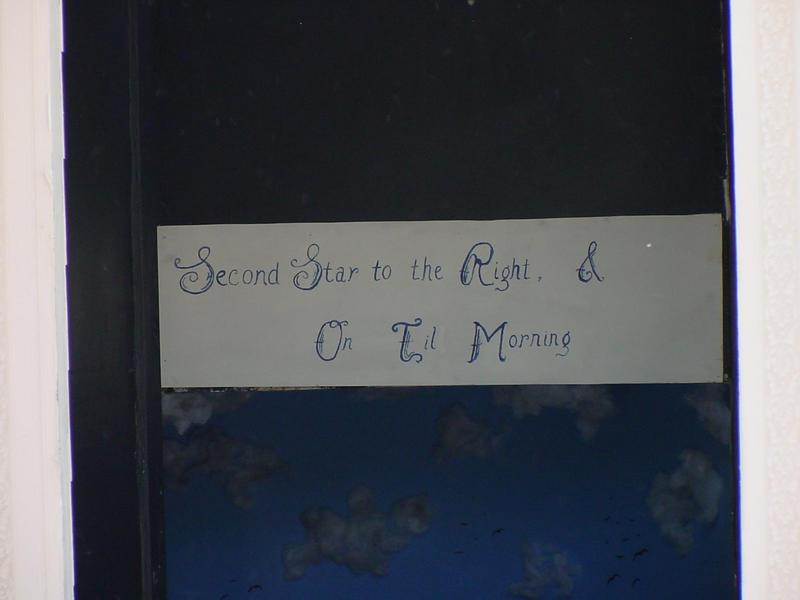 Second Star to the Right, &
On Til Morning